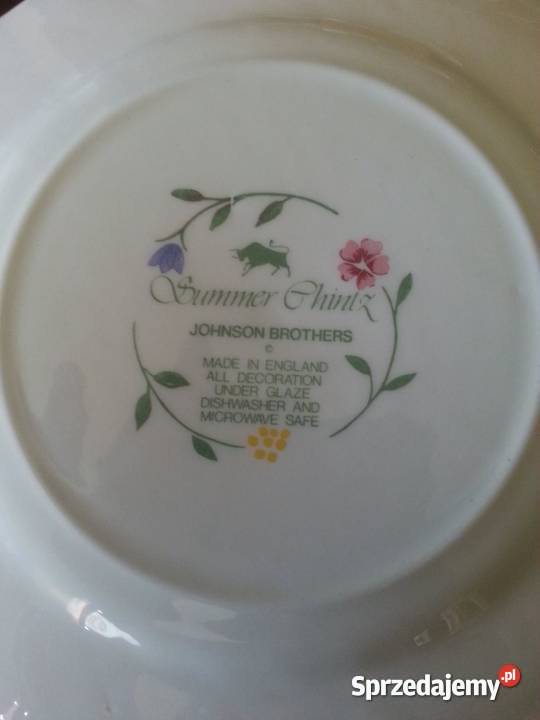 Summer Chintz
JOHNSON BROTHERS
©
MADE IN ENGLAND
ALL DECORATION
UNDER GLAZE
DISHWASHER AND
MICROWAVE SAFE
Sprzedajemy.pl